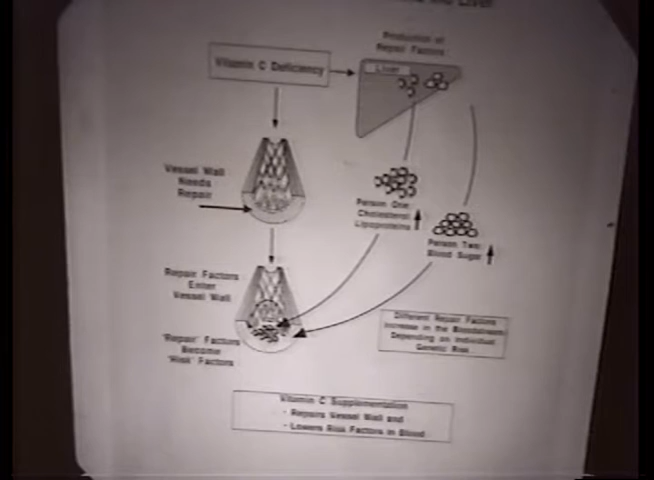 and Liver
Production of
Repair Factors
Vitamin C Deficiency
Liver
Vessel Wall
Needs
Repair
Person One:
Cholesterol
Lipoproteins
Person Two:
Blood Sugar
Repair Factors
Enter
Vessel Wall
Different Repair Factors
Increase in the Bloodstream
Depending on Individual
Genetic Risk
'Repair' Factors
Become
'Risk' Factors
Vitamin C Supplementation
- Repairs Vessel Wall and
- Lowers Risk Factors in Blood